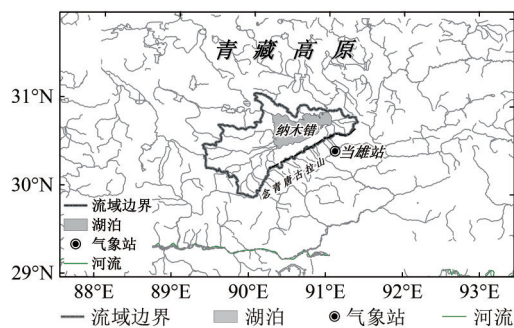 青藏高原
31°N
纳木错
当雄站
念青唐古拉山
30°N
流域边界
湖泊
气象站
河流
29°N
88°E 89°E 90°E 91°E 92°E 93°E
流域边界 湖泊 气象站 河流